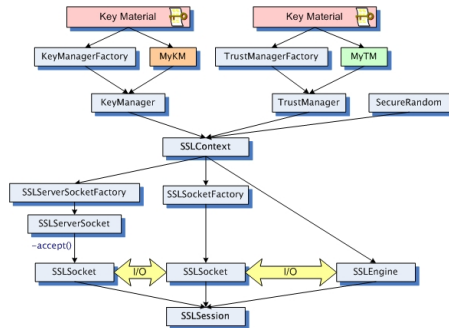 Key Material
Key Material
KeyManagerFactory
MyKM
TrustManagerFactory
MyTM
KeyManager
TrustManager
SecureRandom
SSLContext
SSLServerSocketFactory
SSLSocketFactory
SSLServerSocket
-accept()
SSLSocket
I/O
SSLSocket
I/O
SSLEngine
SSLSession